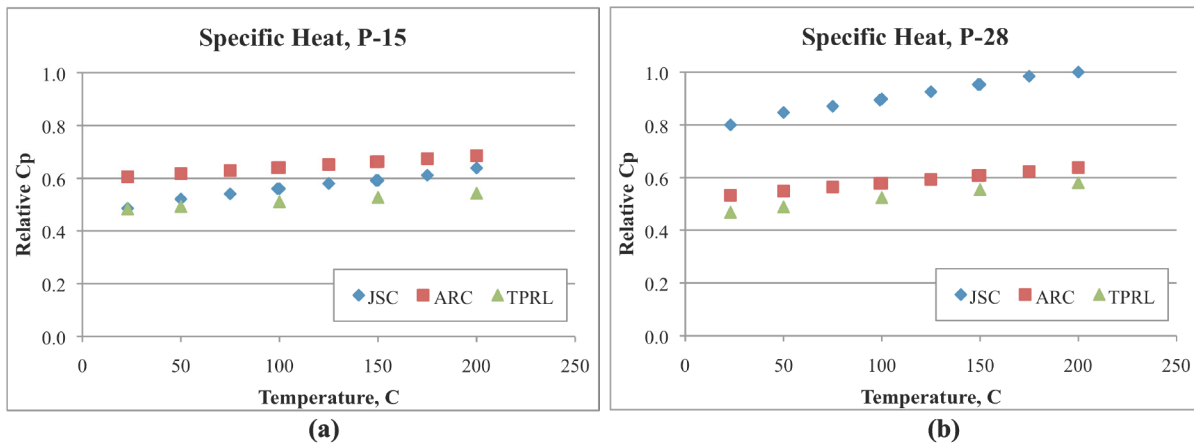 Specific Heat, P-15
1.0
0.8
0.6
0.4
0.2
0.0
Relative Cp
0 50 100 150 200 250
Temperature, C
JSC ARC TPRL
(a)
Specific Heat, P-28
1.0
0.8
0.6
0.4
0.2
0.0
Relative Cp
0 50 100 150 200 250
Temperature, C
JSC ARC TPRL
(b)